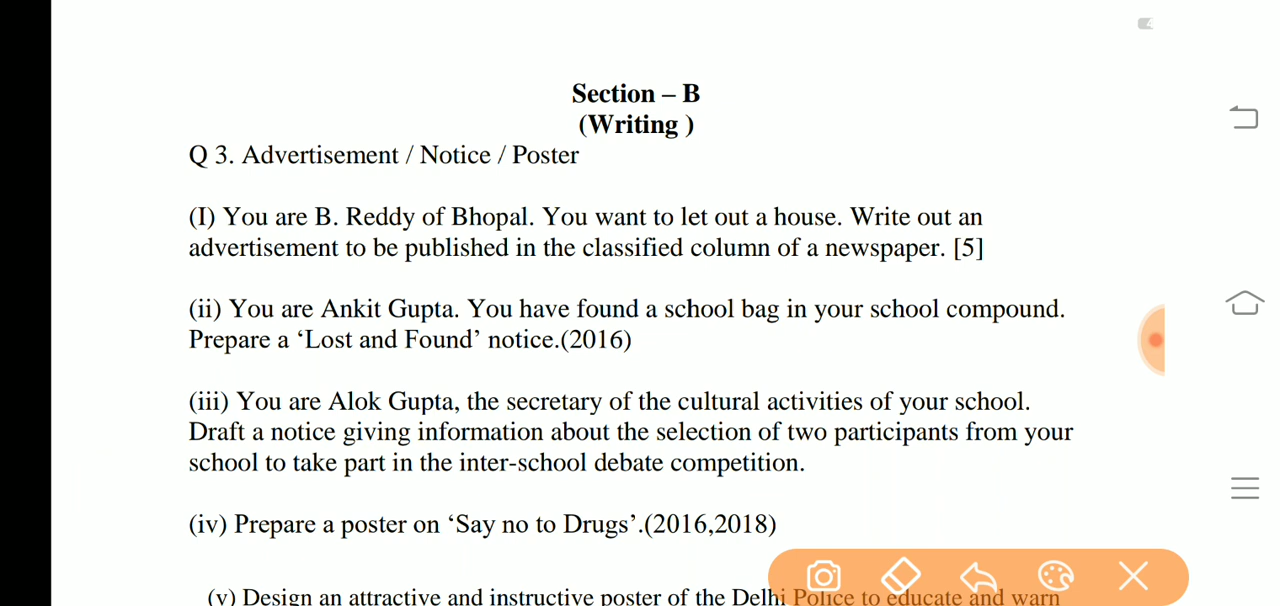 Section – B
(Writing )
Q 3. Advertisement / Notice / Poster
(I) You are B. Reddy of Bhopal. You want to let out a house. Write out an
advertisement to be published in the classified column of a newspaper. [5]
(ii) You are Ankit Gupta. You have found a school bag in your school compound.
Prepare a ‘Lost and Found’ notice.(2016)
(iii) You are Alok Gupta, the secretary of the cultural activities of your school.
Draft a notice giving information about the selection of two participants from your
school to take part in the inter-school debate competition.
(iv) Prepare a poster on ‘Say no to Drugs’.(2016,2018)
(v) Design an attractive and instructive poster of the Delhi Police to educate and warn